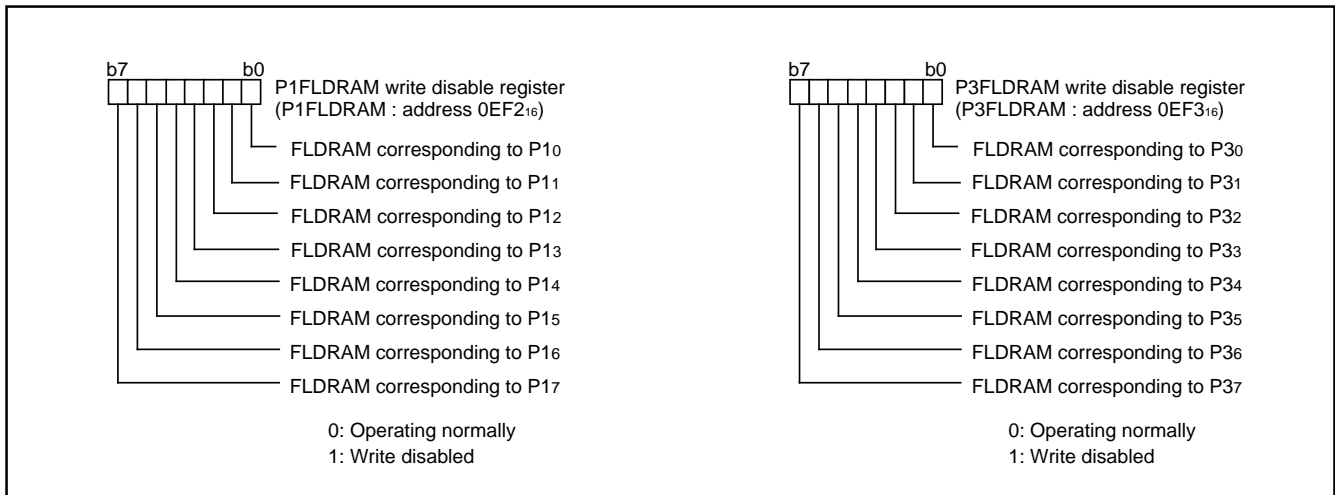 b7 b0
P1FLDRAM write disable register
(P1FLDRAM : address 0EF2₁₆)
FLDRAM corresponding to P1₀
FLDRAM corresponding to P1₁
FLDRAM corresponding to P1₂
FLDRAM corresponding to P1₃
FLDRAM corresponding to P1₄
FLDRAM corresponding to P1₅
FLDRAM corresponding to P1₆
FLDRAM corresponding to P1₇
0: Operating normally
1: Write disabled
b7 b0
P3FLDRAM write disable register
(P3FLDRAM : address 0EF3₁₆)
FLDRAM corresponding to P3₀
FLDRAM corresponding to P3₁
FLDRAM corresponding to P3₂
FLDRAM corresponding to P3₃
FLDRAM corresponding to P3₄
FLDRAM corresponding to P3₅
FLDRAM corresponding to P3₆
FLDRAM corresponding to P3₇
0: Operating normally
1: Write disabled